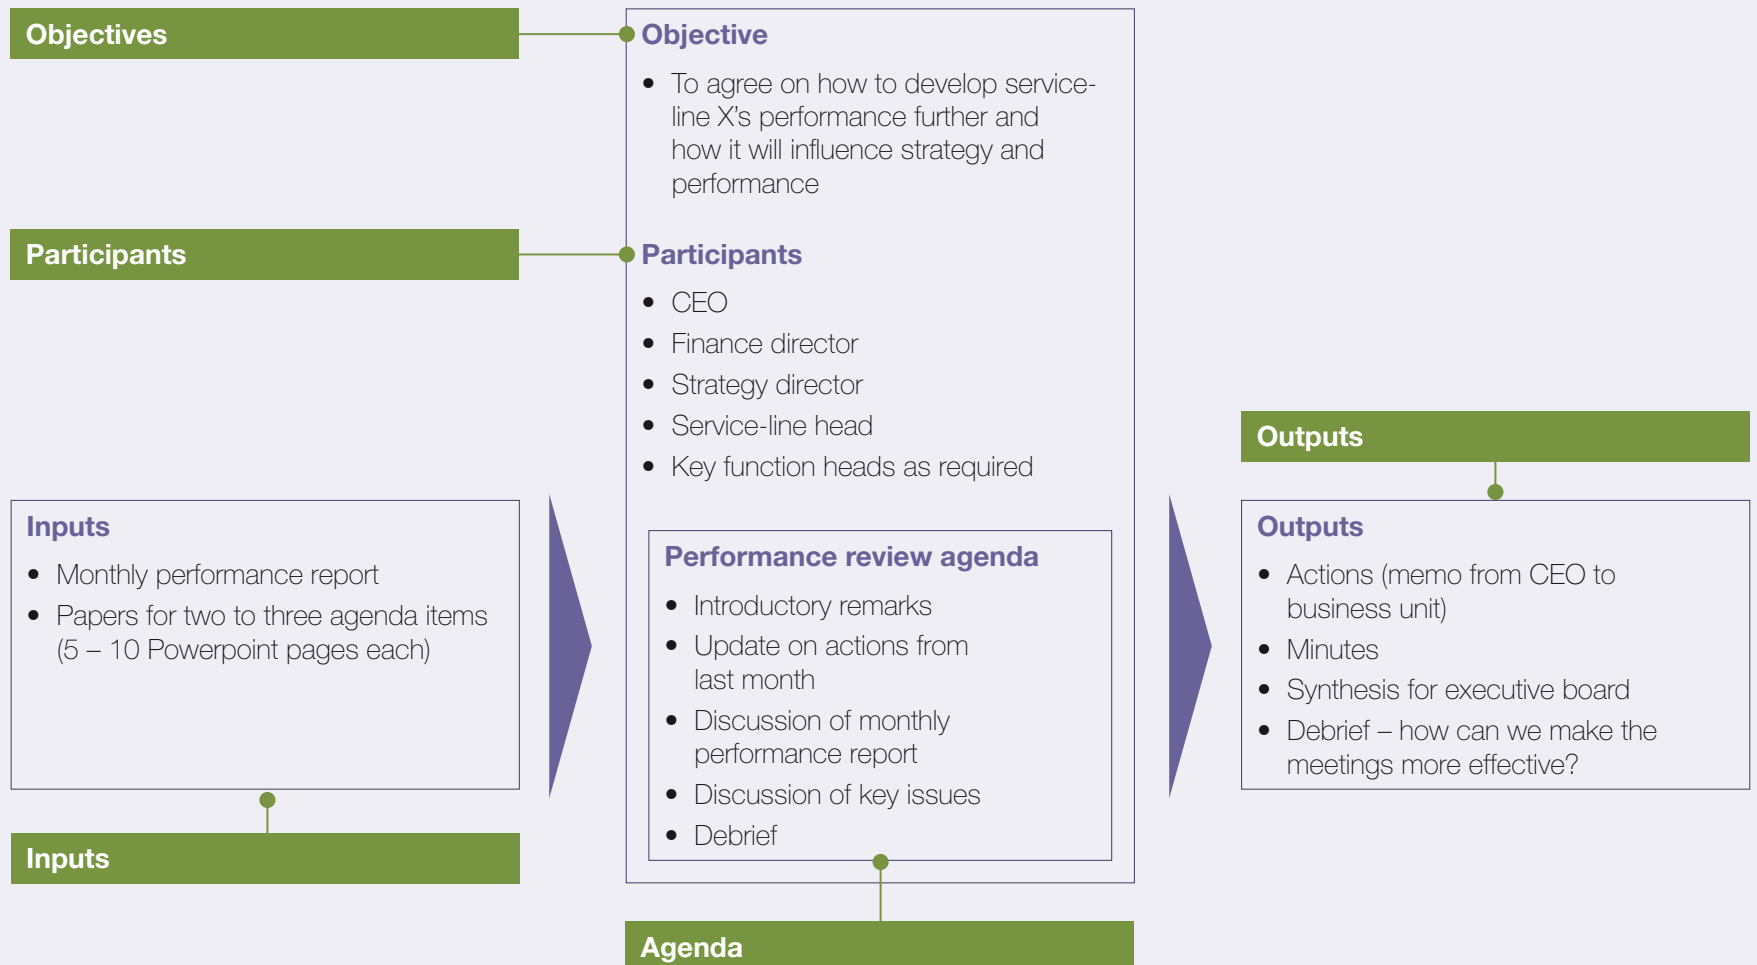 Objectives
Objective
• To agree on how to develop service-
line X’s performance further and
how it will influence strategy and
performance
Participants
Participants
• CEO
• Finance director
• Strategy director
• Service-line head
• Key function heads as required
Inputs
• Monthly performance report
• Papers for two to three agenda items
(5 – 10 Powerpoint pages each)
Inputs
Performance review agenda
• Introductory remarks
• Update on actions from
last month
• Discussion of monthly
performance report
• Discussion of key issues
• Debrief
Agenda
Outputs
Outputs
• Actions (memo from CEO to
business unit)
• Minutes
• Synthesis for executive board
• Debrief – how can we make the
meetings more effective?